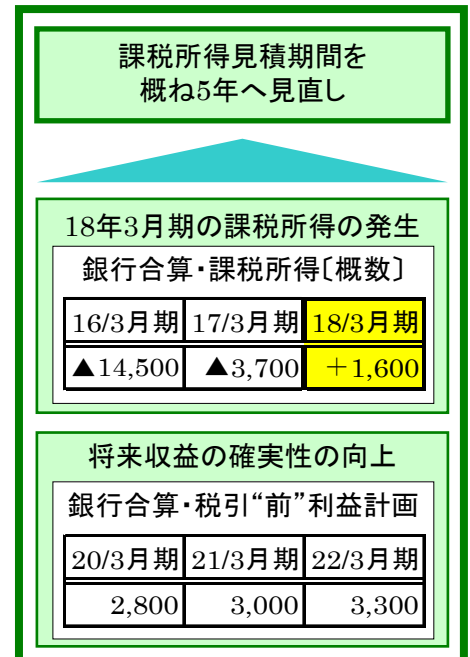 課税所得見積期間を
概ね5年へ見直し
18年3月期の課税所得の発生
銀行合算・課税所得〔概数〕
16/3月期 17/3月期 18/3月期
▲14,500 ▲3,700 +1,600
将来収益の確実性の向上
銀行合算・税引“前”利益計画
20/3月期 21/3月期 22/3月期
2,800 3,000 3,300